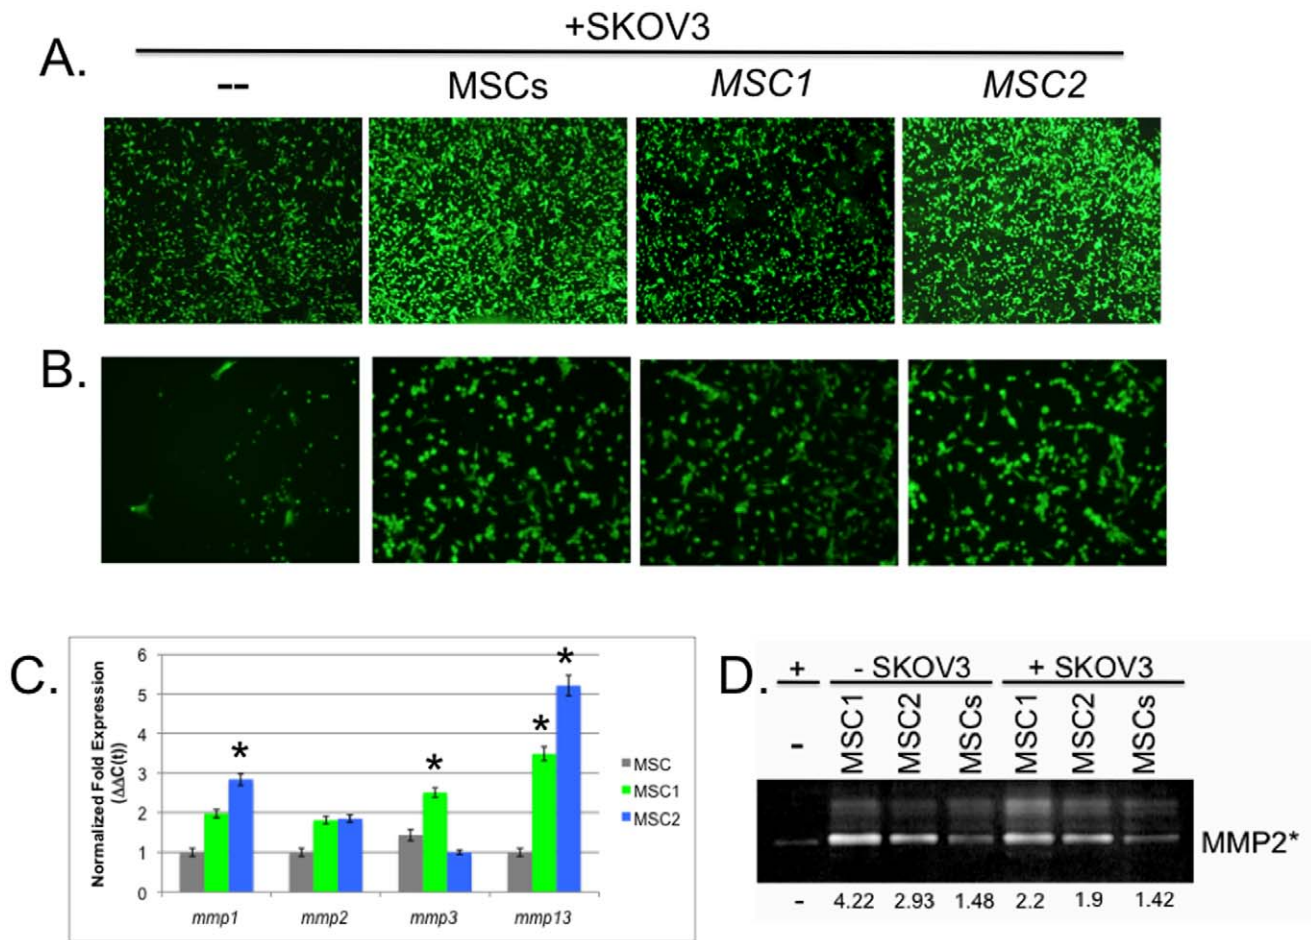 +SKOV3
A.
-- MSCs MSC1 MSC2
B.
C.
Normalized Fold Expression
(ΔΔC(t))
6
5
4
3
2
1
0
* * * *
mmp1 mmp2 mmp3 mmp13
MSC
MSC1
MSC2
D.
+ - SKOV3 + SKOV3
- MSC1 MSC2 MSCs MSC1 MSC2 MSCs
MMP2*
- 4.22 2.93 1.48 2.2 1.9 1.42